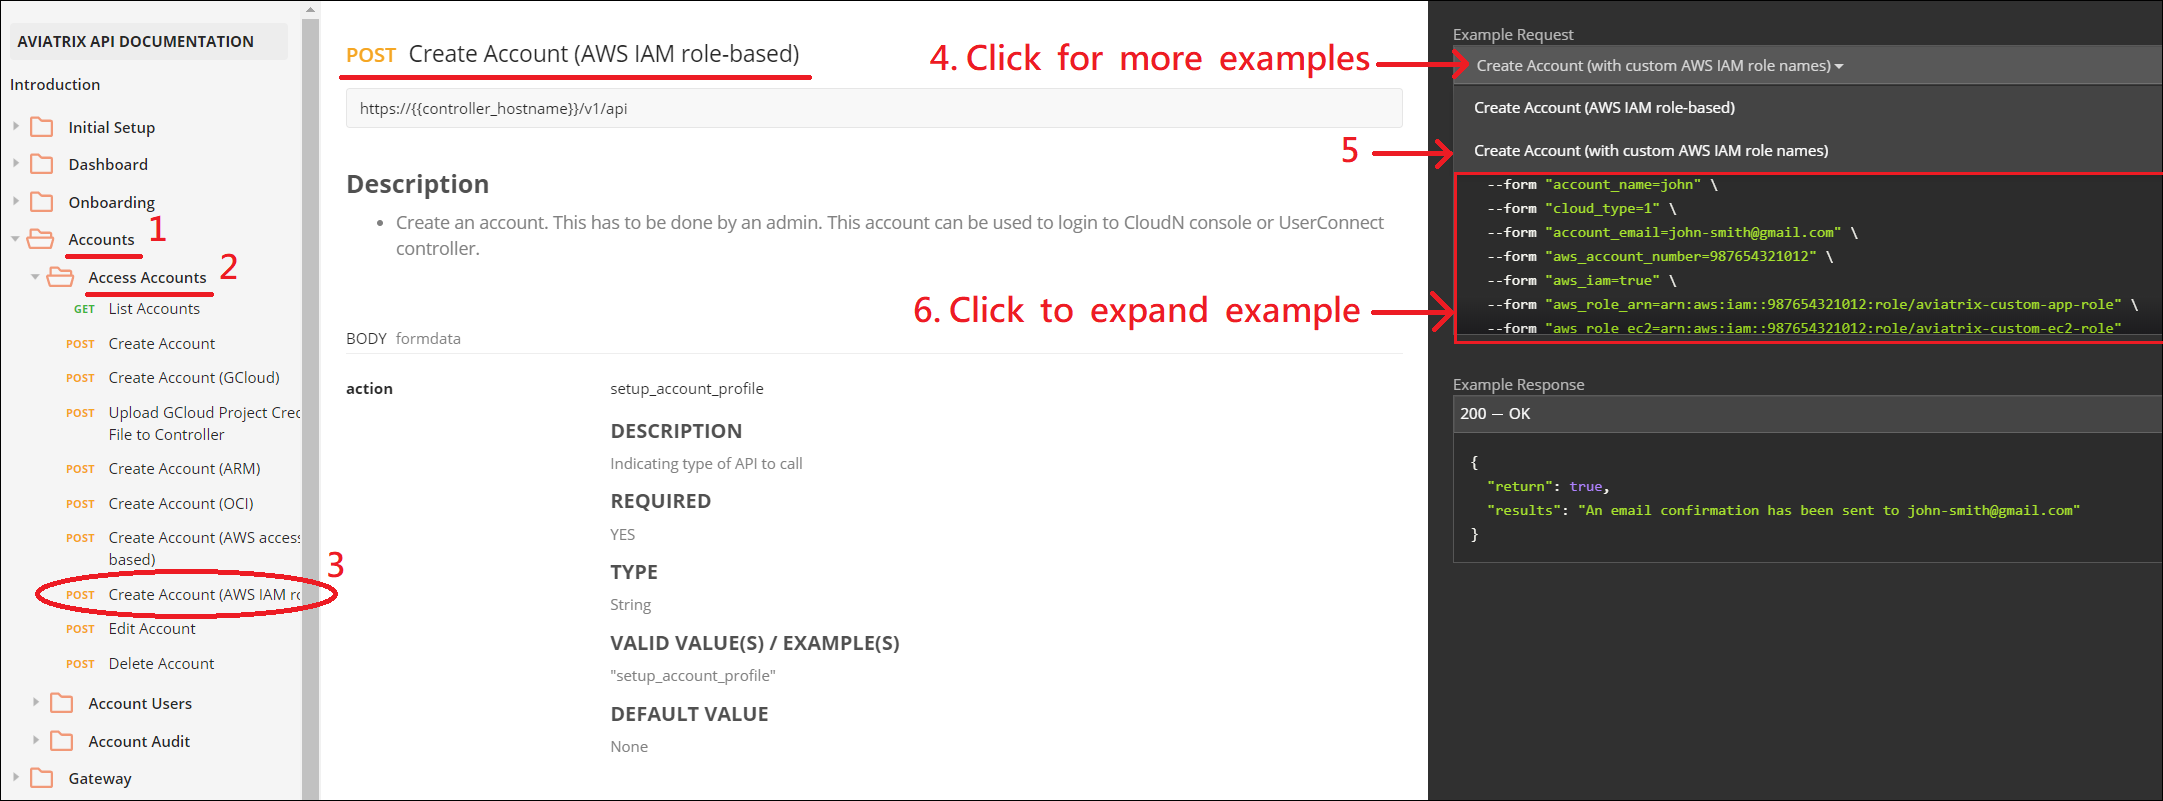 AVIATRIX API DOCUMENTATION
Introduction
Initial Setup
Dashboard
Onboarding
Accounts 1
Access Accounts 2
GET List Accounts
POST Create Account
POST Create Account (GCloud)
POST Upload GCloud Project Cred
File to Controller
POST Create Account (ARM)
POST Create Account (OCI)
POST Create Account (AWS access
based)
3
POST Create Account (AWS IAM ro
POST Edit Account
POST Delete Account
Account Users
Account Audit
Gateway
POST Create Account (AWS IAM role-based)
https://{{controller_hostname}}/v1/api
Description
• Create an account. This has to be done by an admin. This account can be used to login to CloudN console or UserConnect
controller.
BODY formdata
action setup_account_profile
DESCRIPTION
Indicating type of API to call
REQUIRED
YES
TYPE
String
VALID VALUE(S) / EXAMPLE(S)
"setup_account_profile"
DEFAULT VALUE
None
4. Click for more examples
5
6. Click to expand example
Example Request
Create Account (with custom AWS IAM role names)
Create Account (AWS IAM role-based)
Create Account (with custom AWS IAM role names)
--form "account_name=john" \
--form "cloud_type=1" \
--form "account_email=john-smith@gmail.com" \
--form "aws_account_number=987654321012" \
--form "aws_iam=true" \
--form "aws_role_arn=arn:aws:iam::987654321012:role/aviatrix-custom-app-role" \
--form "aws_role_ec2=arn:aws:iam::987654321012:role/aviatrix-custom-ec2-role"
Example Response
200 — OK
{
"return": true,
"results": "An email confirmation has been sent to john-smith@gmail.com"
}